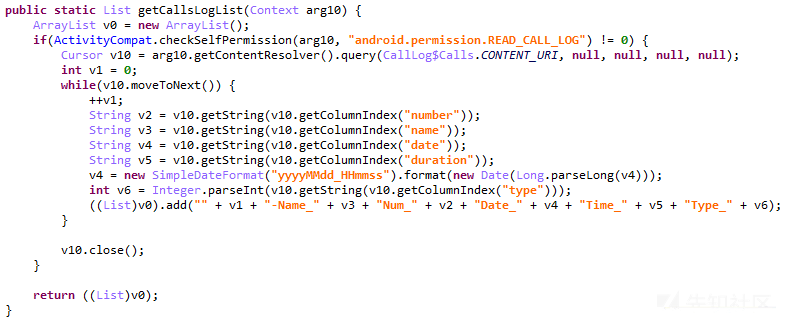 public static List getCallsLogList(Context arg10) {
    ArrayList v0 = new ArrayList();
    if(ActivityCompat.checkSelfPermission(arg10, "android.permission.READ_CALL_LOG") != 0) {
        Cursor v10 = arg10.getContentResolver().query(CallLog$Calls.CONTENT_URI, null, null, null, null);
        int v1 = 0;
        while(v10.moveToNext()) {
            ++v1;
            String v2 = v10.getString(v10.getColumnIndex("number"));
            String v3 = v10.getString(v10.getColumnIndex("name"));
            String v4 = v10.getString(v10.getColumnIndex("date"));
            String v5 = v10.getString(v10.getColumnIndex("duration"));
            v4 = new SimpleDateFormat("yyyyMMdd_HHmmss").format(new Date(Long.parseLong(v4)));
            int v6 = Integer.parseInt(v10.getString(v10.getColumnIndex("type")));
            ((List)v0).add("" + v1 + "-Name_" + v3 + "Num_" + v2 + "Date_" + v4 + "Time_" + v5 + "Type_" + v6);
        }

        v10.close();
    }

    return ((List)v0);
}